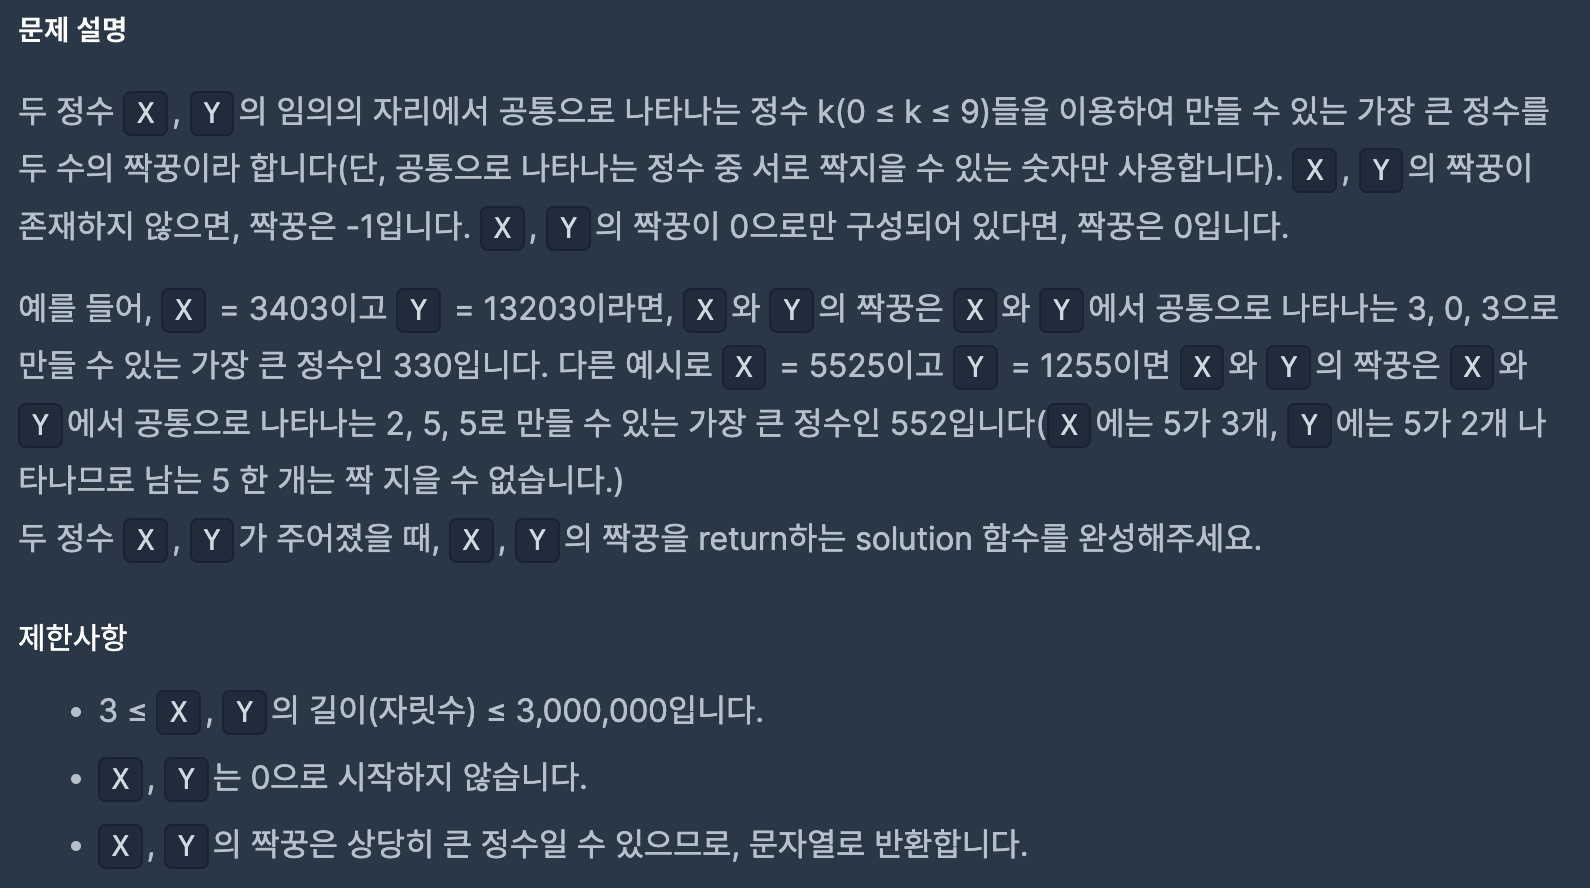 문제 설명
두 정수 X, Y의 임의의 자리에서 공통으로 나타나는 정수 k(0 ≤ k ≤ 9)들을 이용하여 만들 수 있는 가장 큰 정수를
두 수의 짝꿍이라 합니다(단, 공통으로 나타나는 정수 중 서로 짝지을 수 있는 숫자만 사용합니다). X, Y의 짝꿍이
존재하지 않으면, 짝꿍은 -1입니다. X, Y의 짝꿍이 0으로만 구성되어 있다면, 짝꿍은 0입니다.
예를 들어, X = 3403이고 Y = 13203이라면, X와 Y의 짝꿍은 X와 Y에서 공통으로 나타나는 3, 0, 3으로
만들 수 있는 가장 큰 정수인 330입니다. 다른 예시로 X = 5525이고 Y = 1255이면 X와 Y의 짝꿍은 X와
Y에서 공통으로 나타나는 2, 5, 5로 만들 수 있는 가장 큰 정수인 552입니다(X에는 5가 3개, Y에는 5가 2개 나
타나므로 남는 5 한 개는 짝 지을 수 없습니다.)
두 정수 X, Y가 주어졌을 때, X, Y의 짝꿍을 return하는 solution 함수를 완성해주세요.
제한사항
• 3 ≤ X, Y의 길이(자릿수) ≤ 3,000,000입니다.
• X, Y는 0으로 시작하지 않습니다.
• X, Y의 짝꿍은 상당히 큰 정수일 수 있으므로, 문자열로 반환합니다.